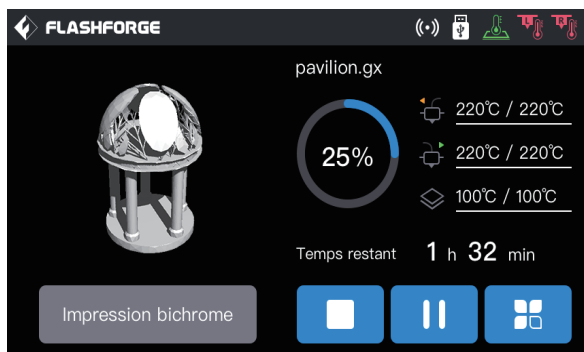 FLASHFORGE
L R
pavilion.gx
25%
220℃ / 220℃
220℃ / 220℃
100℃ / 100℃
Temps restant 1 h 32 min
Impression bichrome